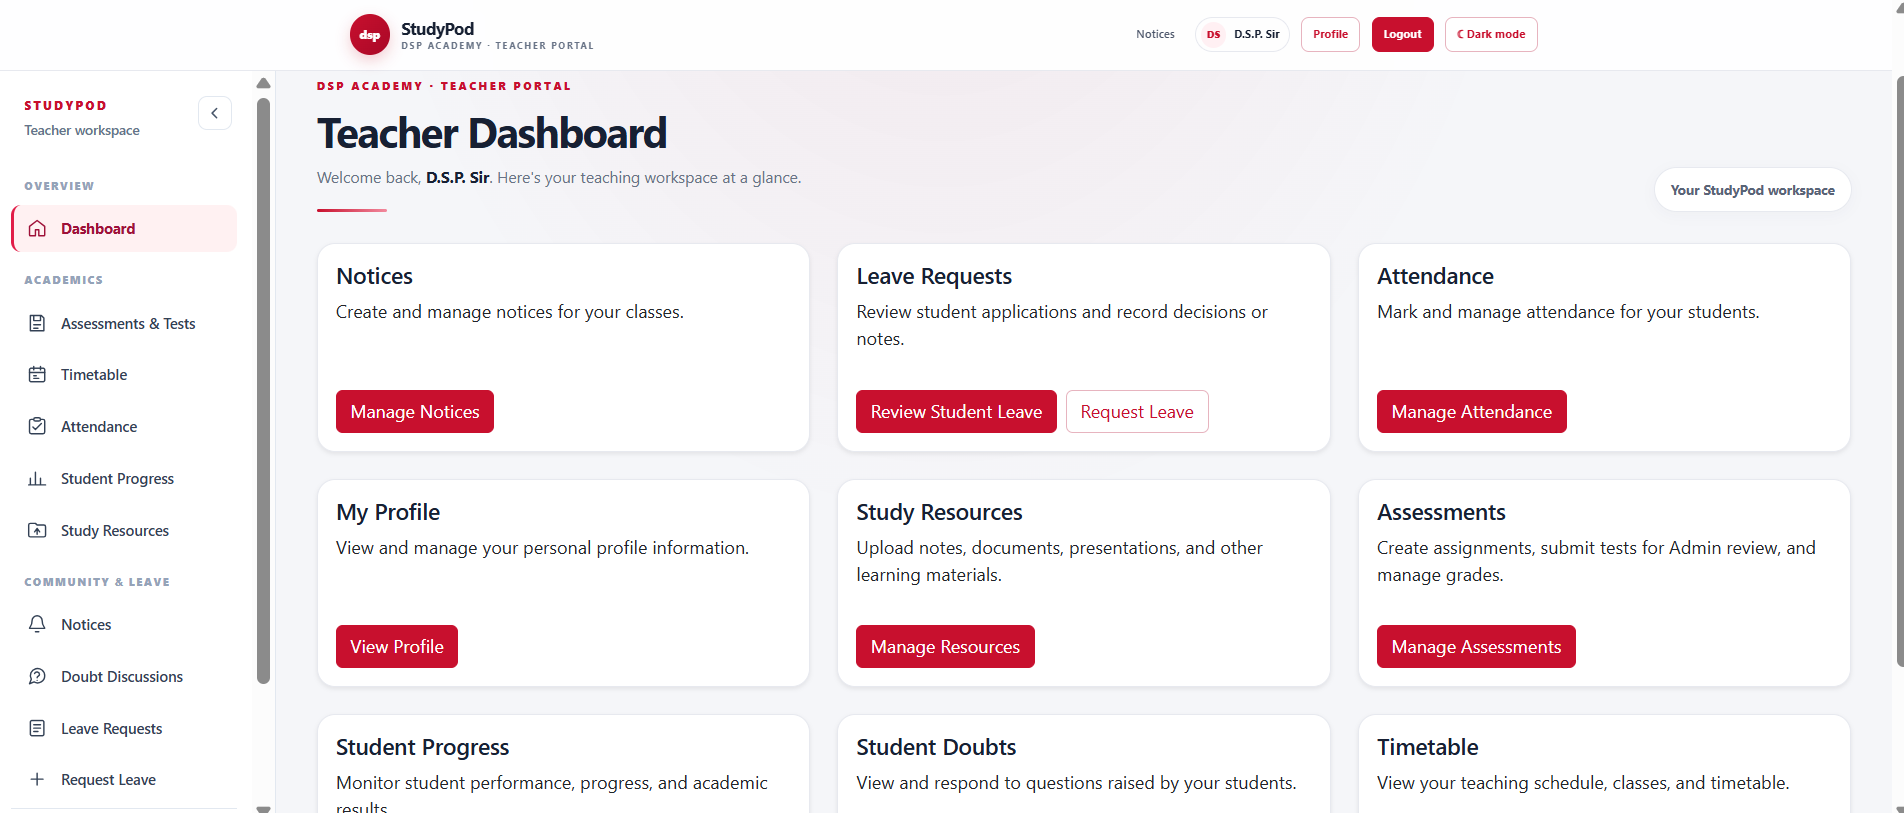 dsp
StudyPod
DSP ACADEMY · TEACHER PORTAL
Notices
DS
D.S.P. Sir
Profile
Logout
☾ Dark mode
STUDYPOD
Teacher workspace
OVERVIEW
Dashboard
ACADEMICS
Assessments & Tests
Timetable
Attendance
Student Progress
Study Resources
COMMUNITY & LEAVE
Notices
Doubt Discussions
Leave Requests
Request Leave
DSP ACADEMY · TEACHER PORTAL
Teacher Dashboard
Welcome back, D.S.P. Sir. Here's your teaching workspace at a glance.
Your StudyPod workspace
Notices
Create and manage notices for your classes.
Manage Notices
Leave Requests
Review student applications and record decisions or
notes.
Review Student Leave
Request Leave
Attendance
Mark and manage attendance for your students.
Manage Attendance
My Profile
View and manage your personal profile information.
View Profile
Study Resources
Upload notes, documents, presentations, and other
learning materials.
Manage Resources
Assessments
Create assignments, submit tests for Admin review, and
manage grades.
Manage Assessments
Student Progress
Monitor student performance, progress, and academic
results.
Student Doubts
View and respond to questions raised by your students.
Timetable
View your teaching schedule, classes, and timetable.